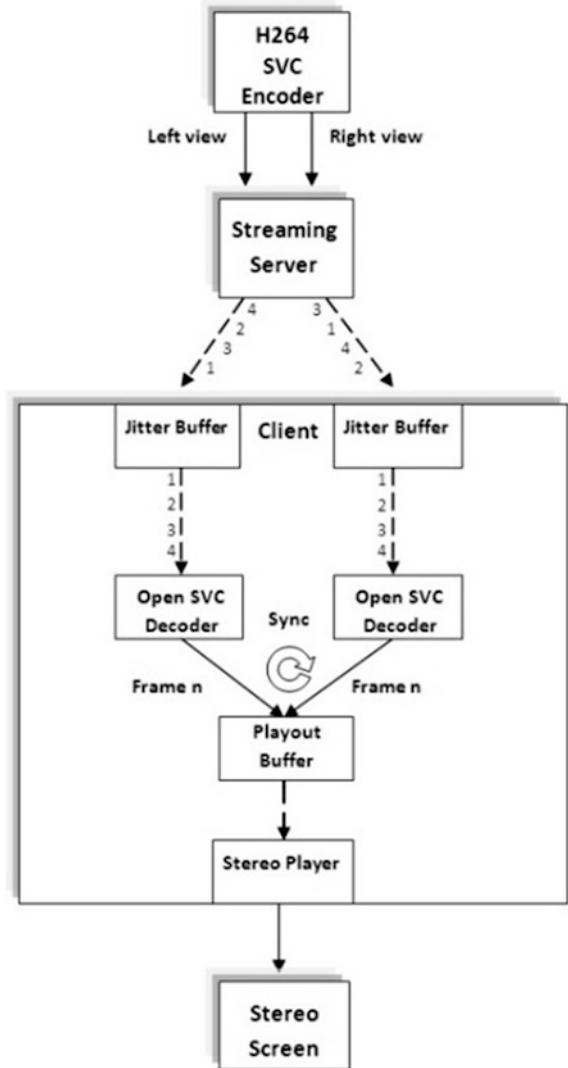 H264
SVC
Encoder
Left view
Right view
Streaming
Server
4
2
3
1
3
1
4
2
Jitter Buffer
Client
Jitter Buffer
1
2
3
4
1
2
3
4
Open SVC
Decoder
Sync
Open SVC
Decoder
Frame n
Frame n
Playout
Buffer
Stereo Player
Stereo
Screen